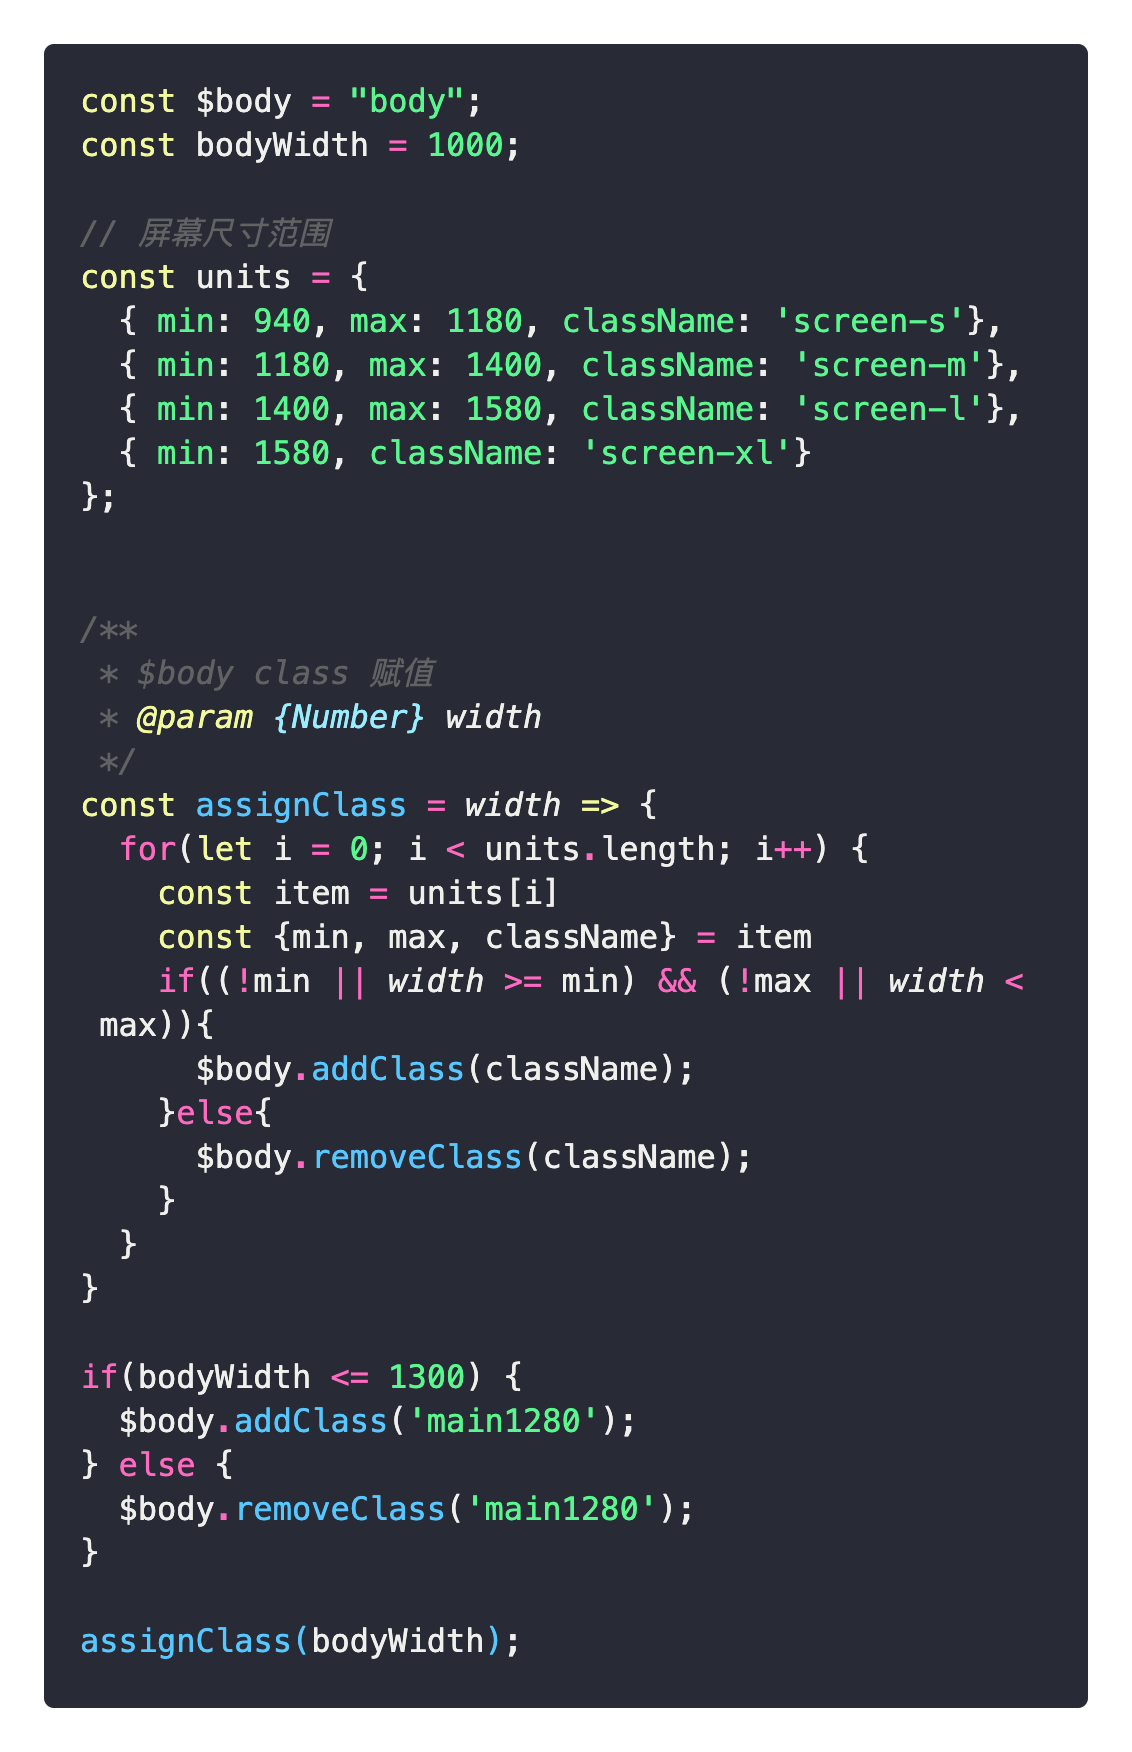 const $body = "body";
const bodyWidth = 1000;
// 屏幕尺寸范围
const units = {
  { min: 940, max: 1180, className: 'screen-s'},
  { min: 1180, max: 1400, className: 'screen-m'},
  { min: 1400, max: 1580, className: 'screen-l'},
  { min: 1580, className: 'screen-xl'}
};
/**
 * $body class 赋值
 * @param {Number} width
 */
const assignClass = width => {
  for(let i = 0; i < units.length; i++) {
    const item = units[i]
    const {min, max, className} = item
    if((!min || width >= min) && (!max || width <
 max)){
      $body.addClass(className);
    }else{
      $body.removeClass(className);
    }
  }
}
if(bodyWidth <= 1300) {
  $body.addClass('main1280');
} else {
  $body.removeClass('main1280');
}
assignClass(bodyWidth);